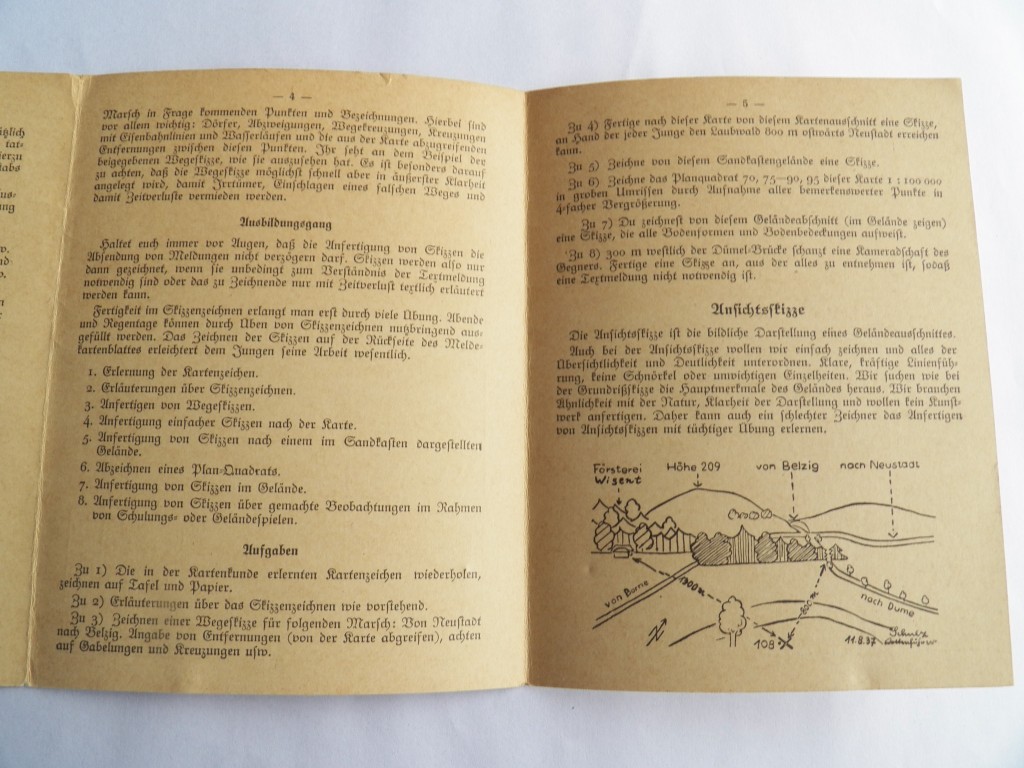 äßlich
tat-
ierzu
tabs
us-
ung
w.
nd
o.
n
— 4 —
Marsch in Frage kommenden Punkten und Bezeichnungen. Hierbei sind
vor allem wichtig: Dörfer, Abzweigungen, Wegekreuzungen, Kreuzungen
mit Eisenbahnlinien und Wasserläufen und die aus der Karte abzugreifenden
Entfernungen zwischen diesen Punkten. Ihr seht an dem Beispiel der
beigegebenen Wegeskizze, wie sie auszusehen hat. Es ist besonders darauf
zu achten, daß die Wegeskizze möglichst schnell aber in äußerster Klarheit
angelegt wird, damit Irrtümer, Einschlagen eines falschen Weges und
damit Zeitverluste vermieden werden.
Ausbildungsgang
Haltet euch immer vor Augen, daß die Anfertigung von Skizzen die
Absendung von Meldungen nicht verzögern darf. Skizzen werden also nur
dann gezeichnet, wenn sie unbedingt zum Verständnis der Textmeldung
notwendig sind oder das zu Zeichnende nur mit Zeitverlust textlich erläutert
werden kann.
Fertigkeit im Skizzenzeichnen erlangt man erst durch viele Übung. Abende
und Regentage können durch Üben von Skizzenzeichnen nutzbringend aus-
gefüllt werden. Das Zeichnen der Skizzen auf der Rückseite des Melde-
kartenblattes erleichtert dem Jungen seine Arbeit wesentlich.
1. Erlernung der Kartenzeichen.
2. Erläuterungen über Skizzenzeichnen.
3. Anfertigen von Wegeskizzen.
4. Anfertigung einfacher Skizzen nach der Karte.
5. Anfertigung von Skizzen nach einem im Sandkasten dargestellten
Gelände.
6. Abzeichnen eines Plan-Quadrats.
7. Anfertigung von Skizzen im Gelände.
8. Anfertigung von Skizzen über gemachte Beobachtungen im Rahmen
von Schulungs- oder Geländespielen.
Aufgaben
Zu 1) Die in der Kartenkunde erlernten Kartenzeichen wiederholen,
zeichnen auf Tafel und Papier.
Zu 2) Erläuterungen über das Skizzenzeichnen wie vorstehend.
Zu 3) Zeichnen einer Wegeskizze für folgenden Marsch: Von Neustadt
nach Belzig. Angabe von Entfernungen (von der Karte abgreifen), achten
auf Gabelungen und Kreuzungen usw.
— 5 —
Zu 4) Fertige nach dieser Karte von diesem Kartenausschnitt eine Skizze,
an Hand der jeder Junge den Laubwald 800 m ostwärts Neustadt erreichen
kann.
Zu 5) Zeichne von diesem Sandkastengelände eine Skizze.
Zu 6) Zeichne das Planquadrat 70, 75—90, 95 dieser Karte 1 : 100 000
in groben Umrissen durch Aufnahme aller bemerkenswerter Punkte in
4-facher Vergrößerung.
Zu 7) Du zeichnest von diesem Geländeabschnitt (im Gelände zeigen)
eine Skizze, die alle Bodenformen und Bodenbedeckungen aufweist.
Zu 8) 300 m westlich der Dümel-Brücke schanzt eine Kameradschaft des
Gegners. Fertige eine Skizze an, aus der alles zu entnehmen ist, sodaß
eine Textmeldung nicht notwendig ist.
Ansichtsskizze
Die Ansichtsskizze ist die bildliche Darstellung eines Geländeauschnittes.
Auch bei der Ansichtsskizze wollen wir einfach zeichnen und alles der
Übersichtlichkeit und Deutlichkeit unterordnen. Klare, kräftige Linienfüh-
rung, keine Schnörkel oder unwichtigen Einzelheiten. Wir suchen wie bei
der Grundrißskizze die Hauptmerkmale des Geländes heraus. Wir brauchen
Ähnlichkeit mit der Natur, Klarheit der Darstellung und wollen kein Kunst-
werk anfertigen. Daher kann auch ein schlechter Zeichner das Anfertigen
von Ansichtsskizzen mit tüchtiger Übung erlernen.
Försterei
Wisent
Höhe 209
von Belzig
nach Neustadt
von Burne
1300 m
800 m
nach Dume
108
11.8.37
Schulz